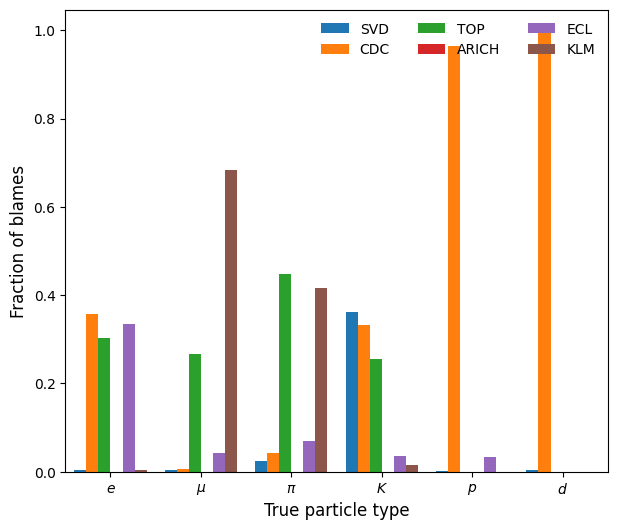 SVD TOP ECL
CDC ARICH KLM
1.0
0.8
0.6
0.4
0.2
0.0
Fraction of blames
e μ π K p d
True particle type